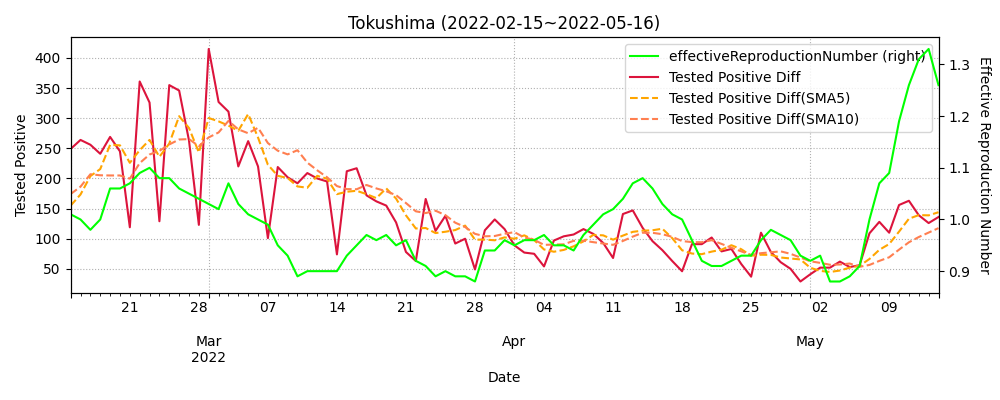 Tokushima (2022-02-15~2022-05-16)
effectiveReproductionNumber (right)
Tested Positive Diff
Tested Positive Diff(SMA5)
Tested Positive Diff(SMA10)
Tested Positive
400
350
300
250
200
150
100
50
Effective Reproduction Number
1.3
1.2
1.1
1.0
0.9
21 28 07 14 21 28 04 11 18 25 02 09
Mar Apr May
2022
Date